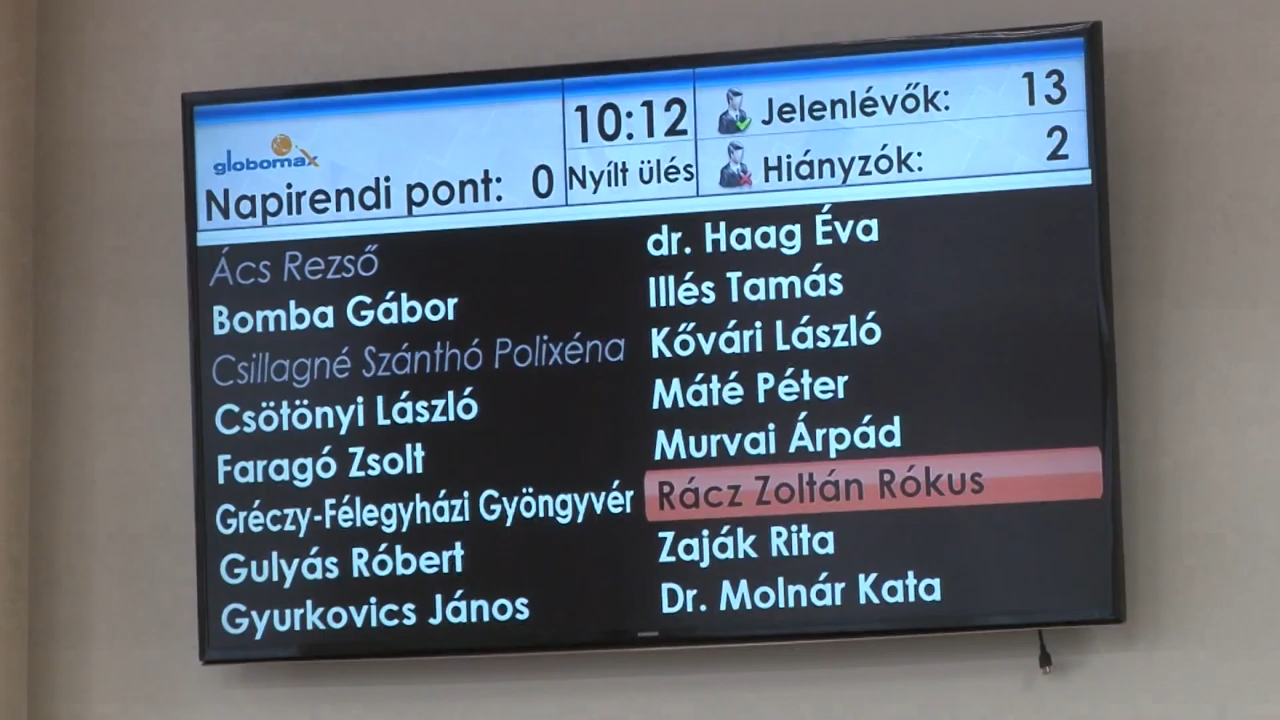 globomax
Napirendi pont: 0
10:12
Nyílt ülés
Jelenlévők: 13
Hiányzók: 2
Ács Rezső
Bomba Gábor
Csillagné Szánthó Polixéna
Csötönyi László
Faragó Zsolt
Gréczy-Félegyházi Gyöngyvér
Gulyás Róbert
Gyurkovics János
dr. Haag Éva
Illés Tamás
Kővári László
Máté Péter
Murvai Árpád
Rácz Zoltán Rókus
Zaják Rita
Dr. Molnár Kata